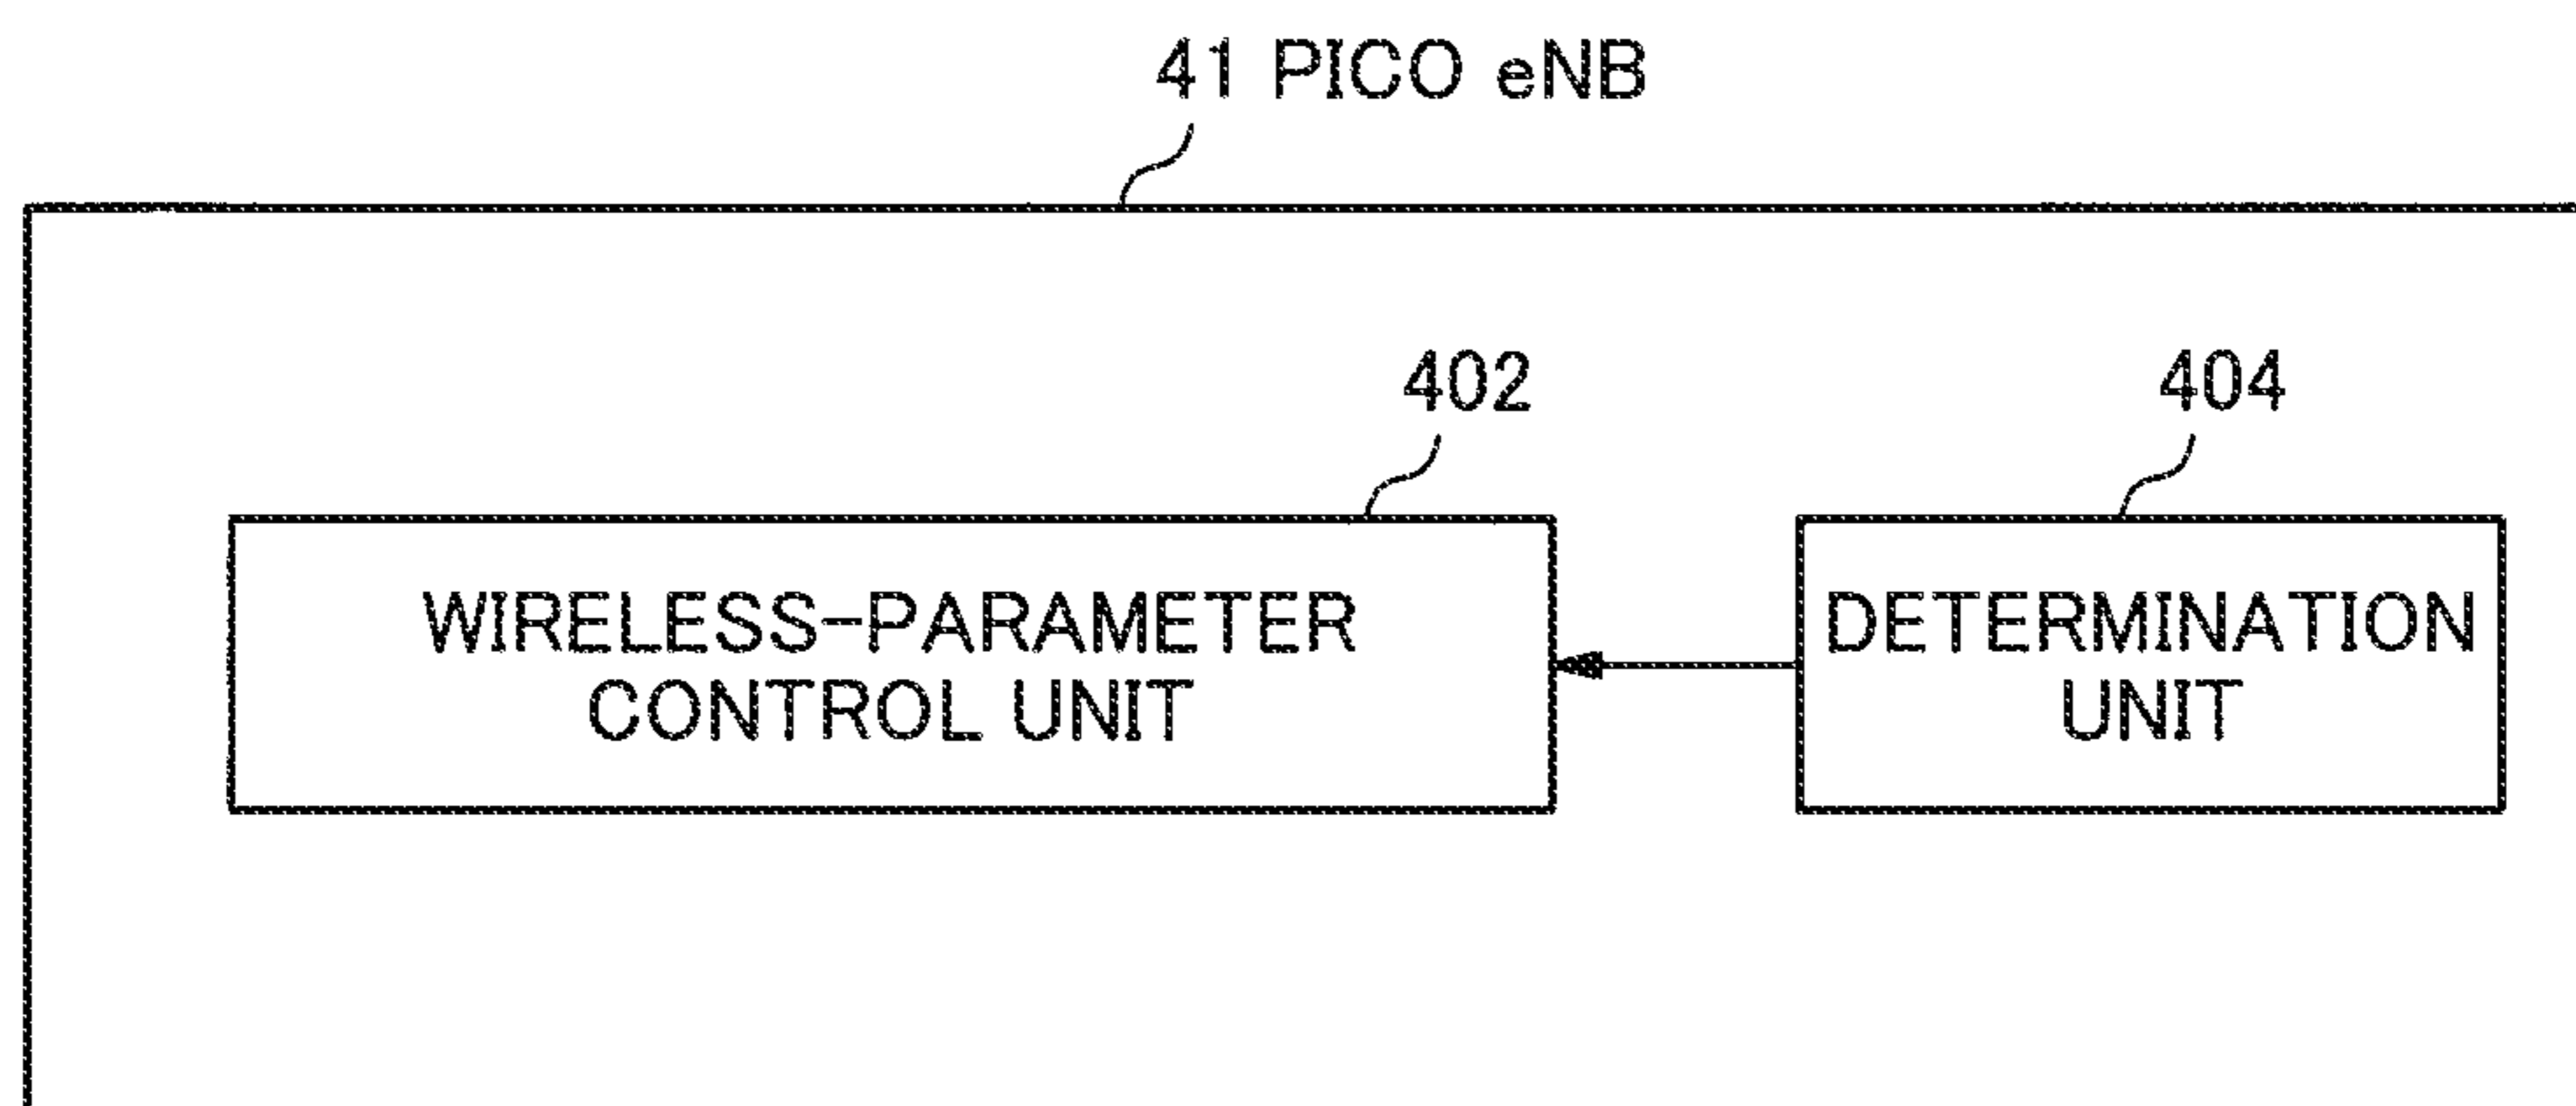 41 PICO eNB
402
404
WIRELESS-PARAMETER
CONTROL UNIT
DETERMINATION
UNIT